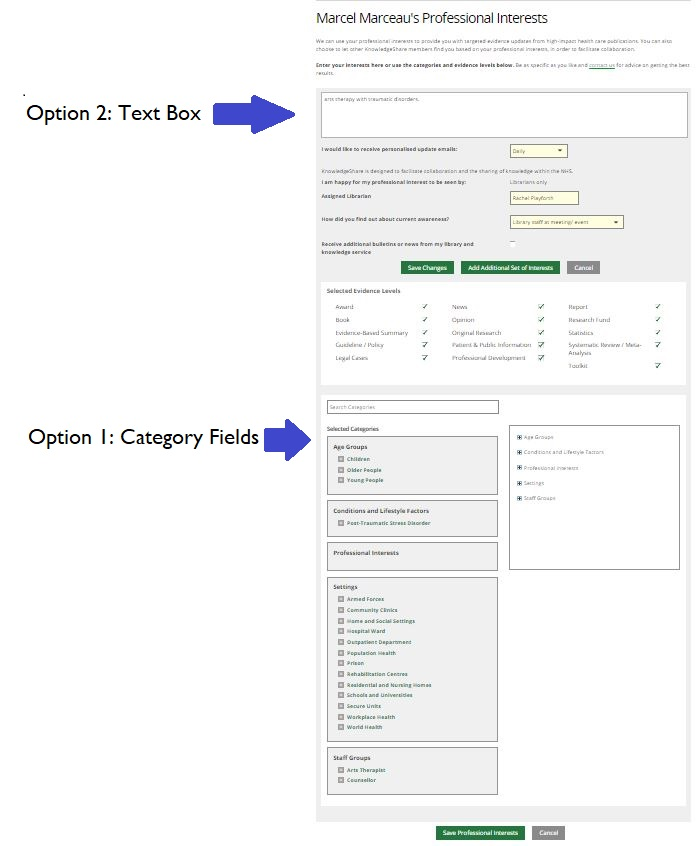 Marcel Marceau's Professional Interests
We can use your professional interests to provide you with targeted evidence updates from high-impact health care publications. You can also
choose to let other KnowledgeShare members find you based on your professional interests, in order to facilitate collaboration.
Enter your interests here or use the categories and evidence levels below. Be as specific as you like and contact us for advice on getting the best
results.
Option 2: Text Box
arts therapy with traumatic disorders.
I would like to receive personalised update emails:
Daily
KnowledgeShare is designed to facilitate collaboration and the sharing of knowledge within the NHS.
I am happy for my professional interest to be seen by:
Librarians only
Assigned Librarian
Rachel Playforth
How did you find out about current awareness?
Library staff at meeting/ event
Receive additional bulletins or news from my library and
knowledge service
Save Changes
Add Additional Set of Interests
Cancel
Selected Evidence Levels
Award
Book
Evidence-Based Summary
Guideline / Policy
Legal Cases
News
Opinion
Original Research
Patient & Public Information
Professional Development
Report
Research Fund
Statistics
Systematic Review / Meta-
Analysis
Toolkit
Option 1: Category Fields
Search Categories
Selected Categories
Age Groups
Children
Older People
Young People
Conditions and Lifestyle Factors
Post-Traumatic Stress Disorder
Professional Interests
Settings
Armed Forces
Community Clinics
Home and Social Settings
Hospital Ward
Outpatient Department
Population Health
Prison
Rehabilitation Centres
Residential and Nursing Homes
Schools and Universities
Secure Units
Workplace Health
World Health
Staff Groups
Arts Therapist
Counsellor
Age Groups
Conditions and Lifestyle Factors
Professional Interests
Settings
Staff Groups
Save Professional Interests
Cancel